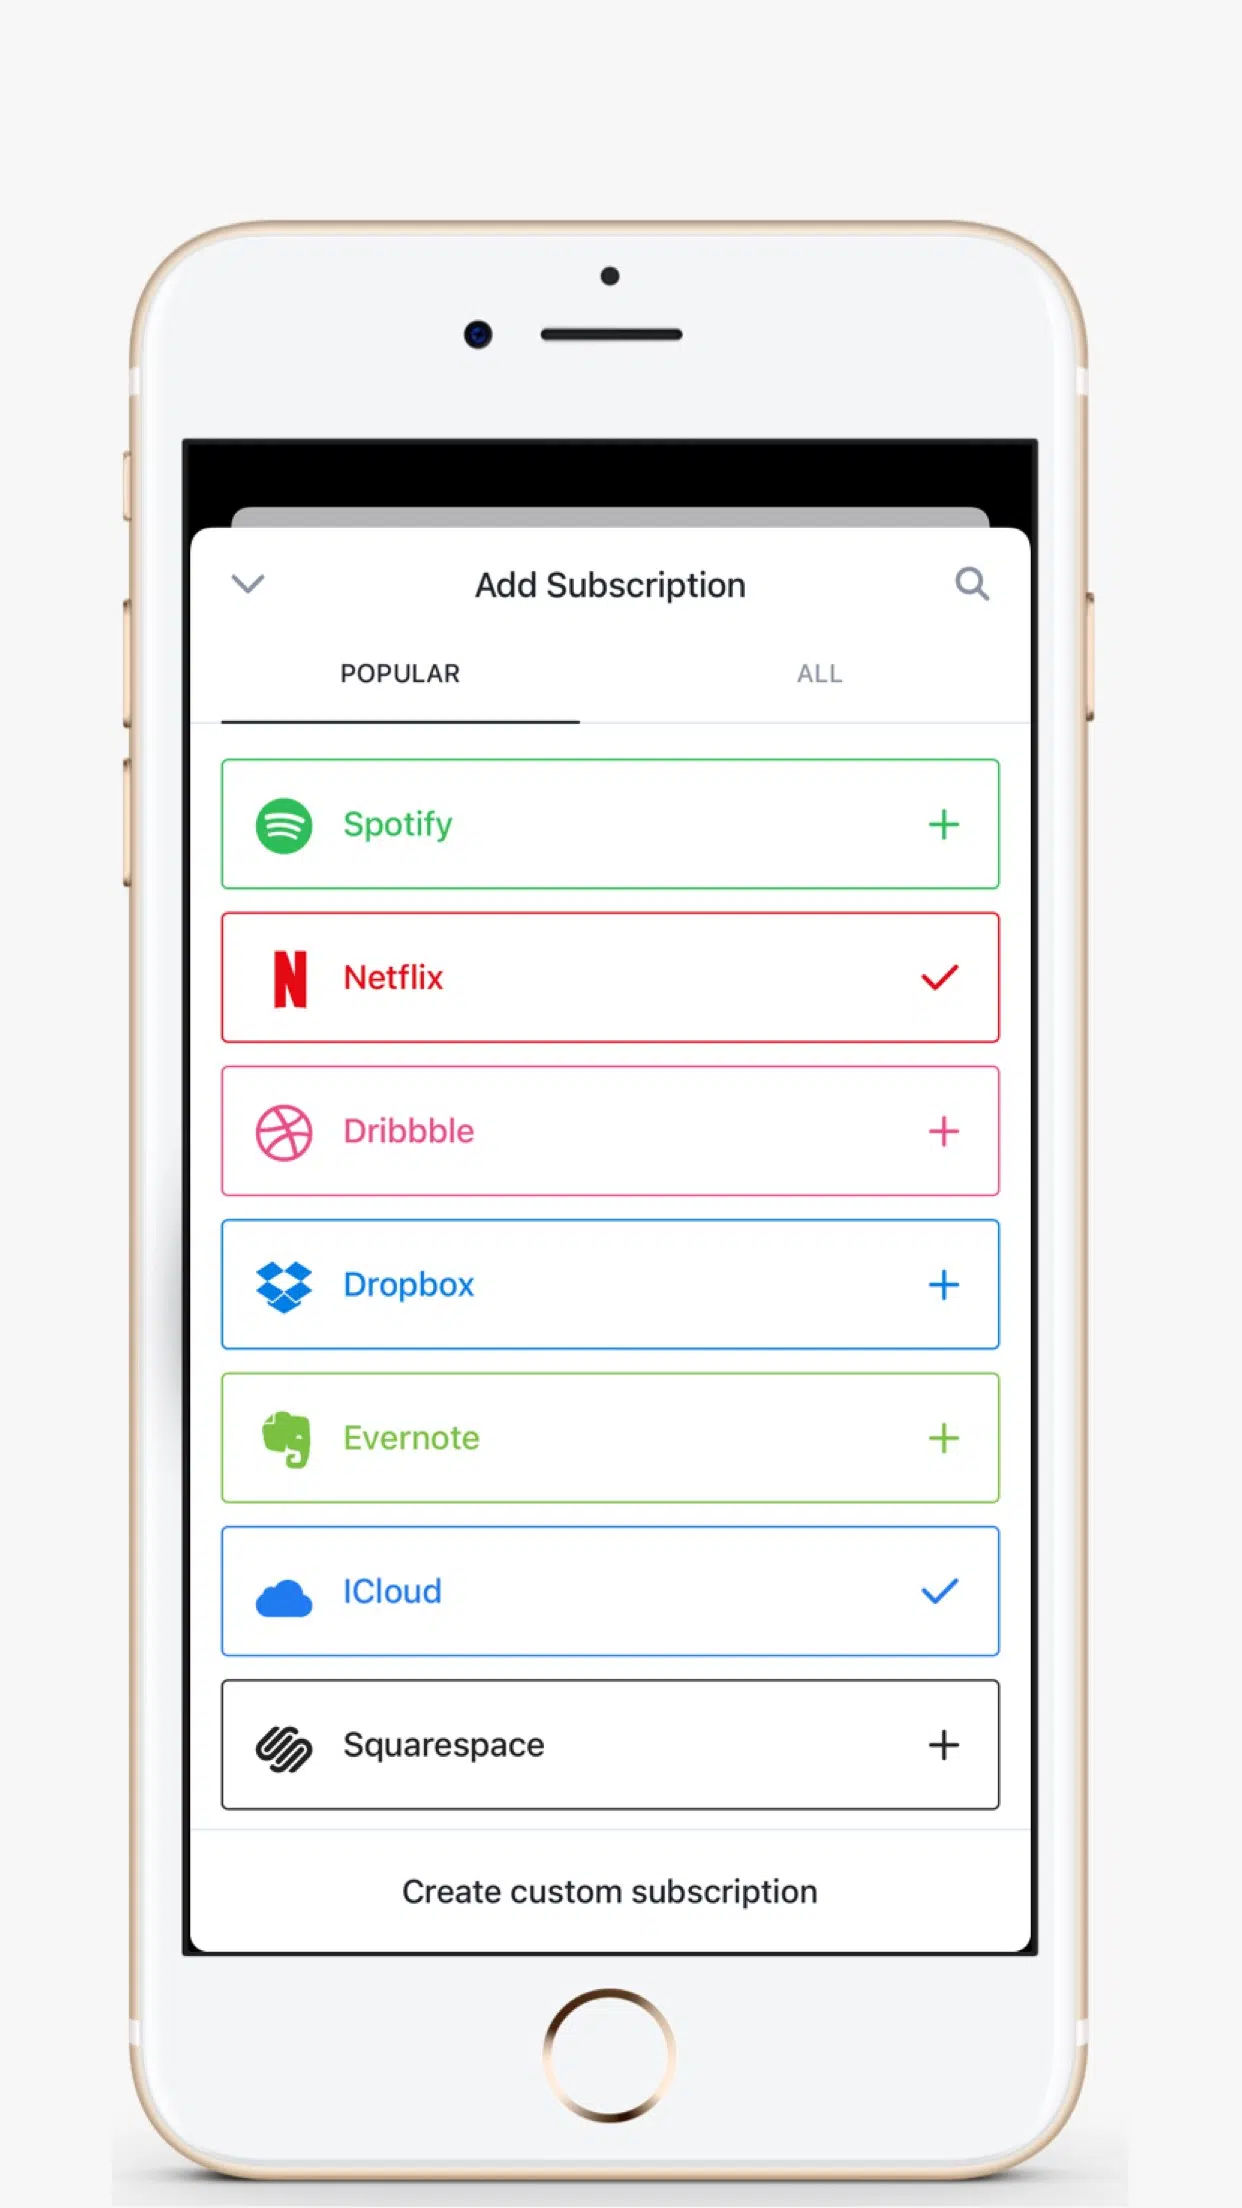 Add Subscription
POPULAR
ALL
Spotify
Netflix
Dribbble
Dropbox
Evernote
ICloud
Squarespace
Create custom subscription